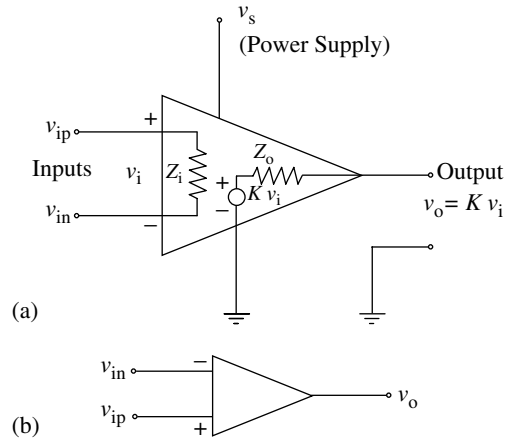 v_s
(Power Supply)
v_ip
+
Inputs
v_i
Z_i
Z_o
+
−
K v_i
Output
v_o = K v_i
v_in
−
(a)
v_in
−
v_ip
+
v_o
(b)